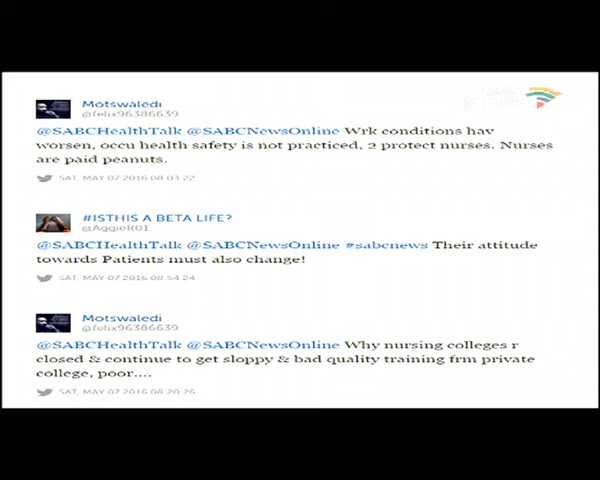 Motswaledi
@felix96386639
@SABCHealthTalk @SABCNewsOnline Wrk conditions hav
worsen, occu health safety is not practiced, 2 protect nurses. Nurses
are paid peanuts.
SAT, MAY 07 2016 08:03:22
#ISTHIS A BETA LIFE?
@AggieR01
@SABCHealthTalk @SABCNewsOnline #sabcnews Their attitude
towards Patients must also change!
SAT, MAY 07 2016 08:54:24
Motswaledi
@felix96386639
@SABCHealthTalk @SABCNewsOnline Why nursing colleges r
closed & continue to get sloppy & bad quality training frm private
college, poor....
SAT, MAY 07 2016 08:20:26